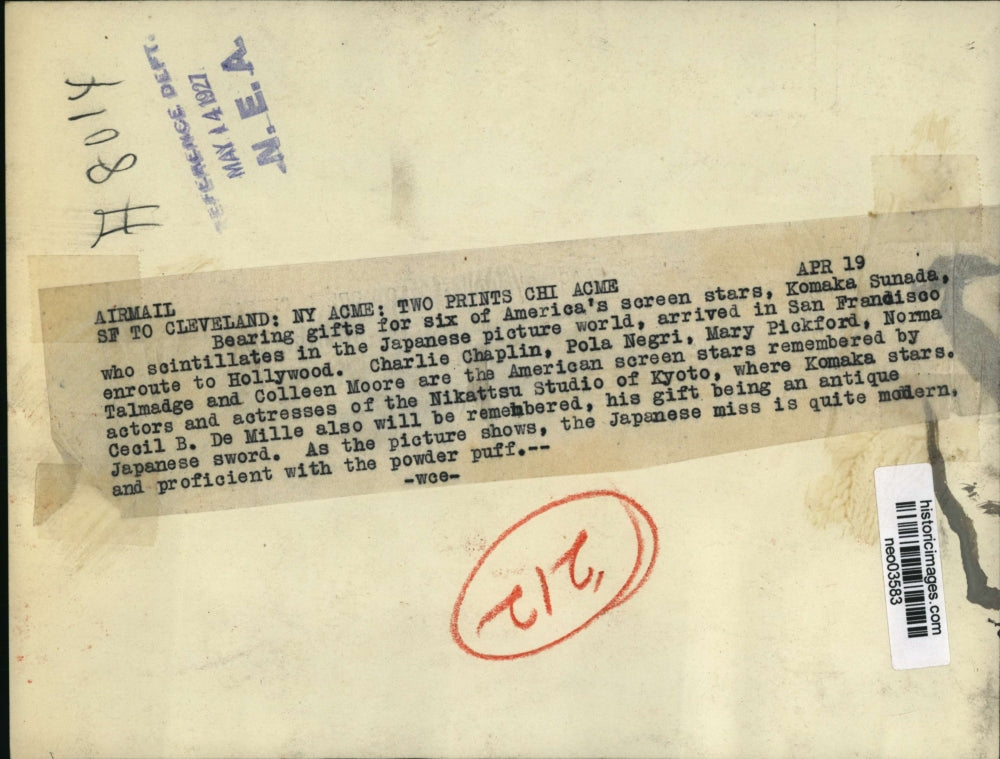 H8014
REFERENCE DEPT.
MAY 14 1927
N.E.A.
APR 19
AIRMAIL
SF TO CLEVELAND: NY ACME: TWO PRINTS CHI ACME
Bearing gifts for six of America's screen stars, Komaka Sunada,
who scintillates in the Japanese picture world, arrived in San Frandisco
enroute to Hollywood. Charlie Chaplin, Pola Negri, Mary Pickford, Norma
Talmadge and Colleen Moore are the American screen stars remembered by
actors and actresses of the Nikattsu Studio of Kyoto, where Komaka stars.
Cecil B. De Mille also will be remembered, his gift being an antique
Japanese sword. As the picture shows, the Japanese miss is quite modern,
and proficient with the powder puff.--
-wce-
212"
historicimages.com
neo03583